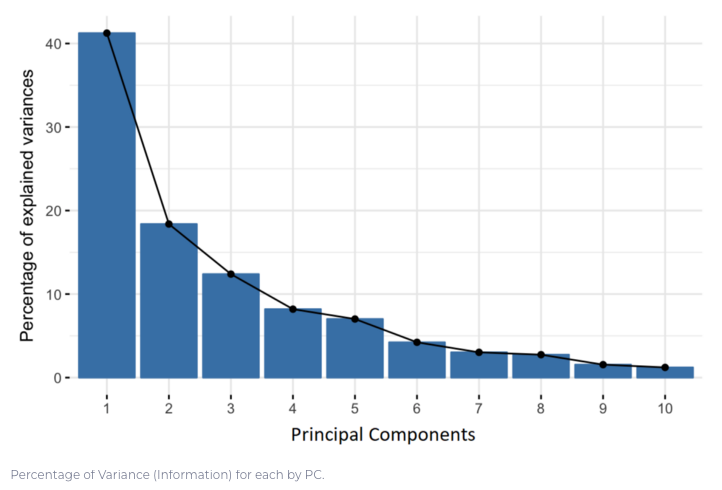 Percentage of explained variances
40
30
20
10
0
1 2 3 4 5 6 7 8 9 10
Principal Components
Percentage of Variance (Information) for each by PC.